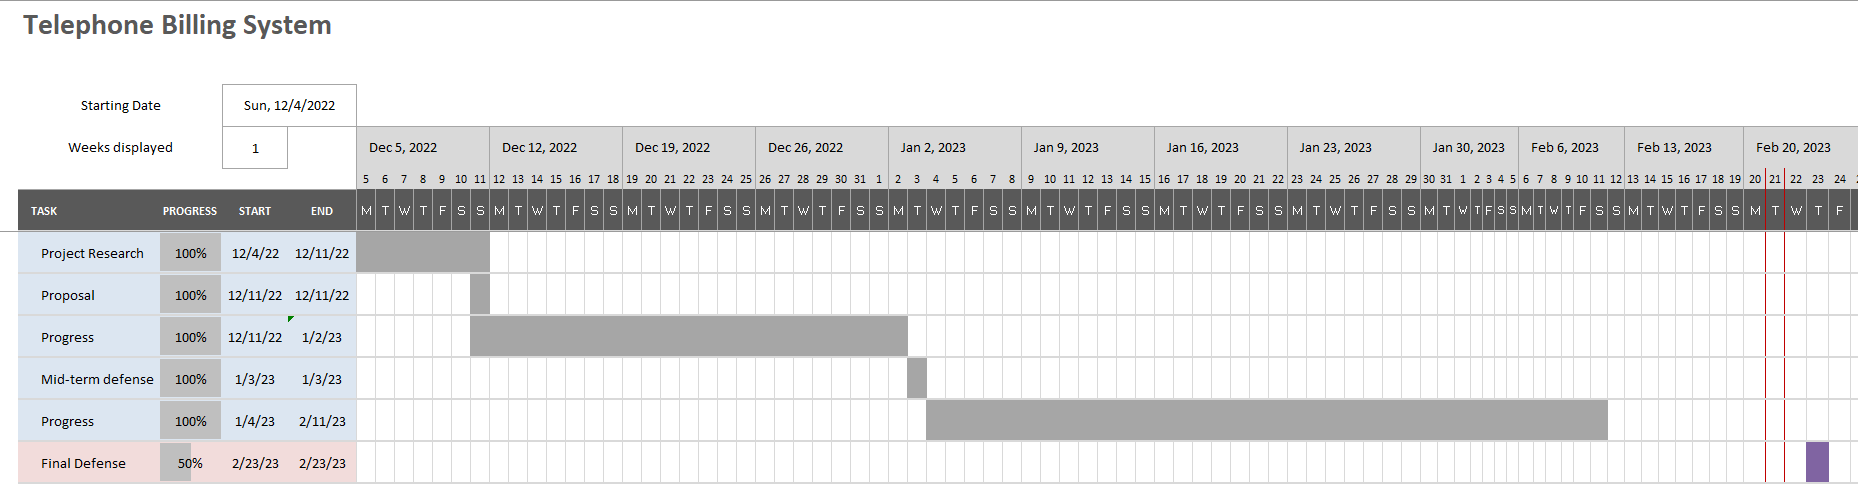 Telephone Billing System
Starting Date Sun, 12/4/2022
Weeks displayed 1 Dec 5, 2022 Dec 12, 2022 Dec 19, 2022 Dec 26, 2022 Jan 2, 2023 Jan 9, 2023 Jan 16, 2023 Jan 23, 2023 Jan 30, 2023 Feb 6, 2023 Feb 13, 2023 Feb 20, 2023
5 6 7 8 9 10 11 12 13 14 15 16 17 18 19 20 21 22 23 24 25 26 27 28 29 30 31 1 2 3 4 5 6 7 8 9 10 11 12 13 14 15 16 17 18 19 20 21 22 23 24 25 26 27 28 29 30 31 1 2 3 4 5 6 7 8 9 10 11 12 13 14 15 16 17 18 19 20 21 22 23 24
TASK PROGRESS START END M T W T F S S M T W T F S S M T W T F S S M T W T F S S M T W T F S S M T W T F S S M T W T F S S M T W T F S S M T W T F S S M T W T F S S M T W T F S S M T W T F
Project Research 100% 12/4/22 12/11/22
Proposal 100% 12/11/22 12/11/22
Progress 100% 12/11/22 1/2/23
Mid-term defense 100% 1/3/23 1/3/23
Progress 100% 1/4/23 2/11/23
Final Defense 50% 2/23/23 2/23/23